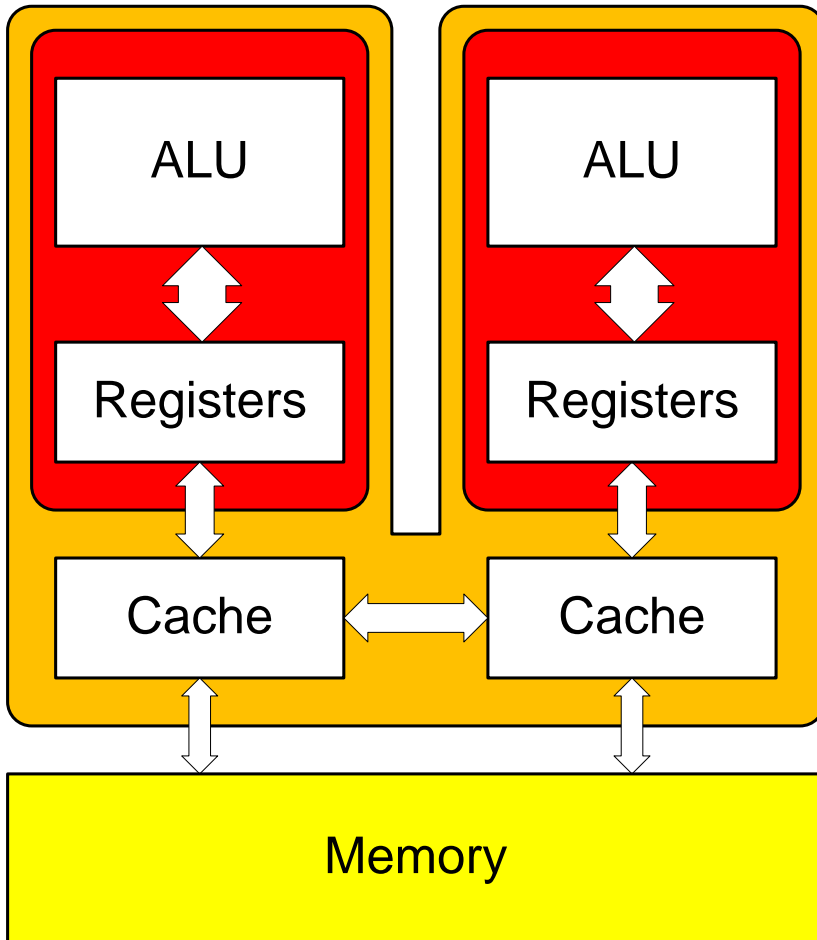 ALU
ALU
Registers
Registers
Cache
Cache
Memory